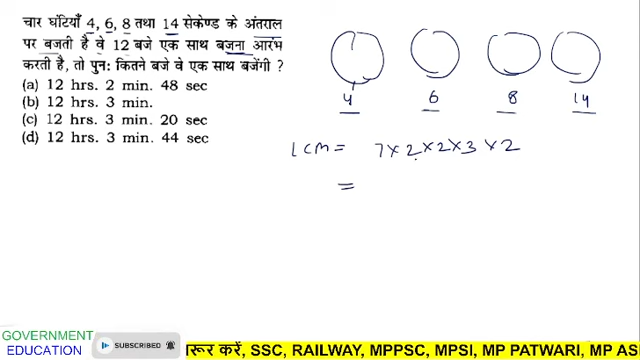 चार घंटियाँ 4, 6, 8 तथा 14 सेकेण्ड के अंतराल
पर बजती है वे 12 बजे एक साथ बजना आरंभ
करती है, तो पुन: कितने बजे वे एक साथ बजेंगी ?
(a) 12 hrs. 2 min. 48 sec
(b) 12 hrs. 3 min.
(c) 12 hrs. 3 min. 20 sec
(d) 12 hrs. 3 min. 44 sec
4 6 8 14
LCM = 7×2×2×3×2
=
GOVERNMENT
EDUCATION
SUBSCRIBED
जरूर करें, SSC, RAILWAY, MPPSC, MPSI, MP PATWARI, MP AS